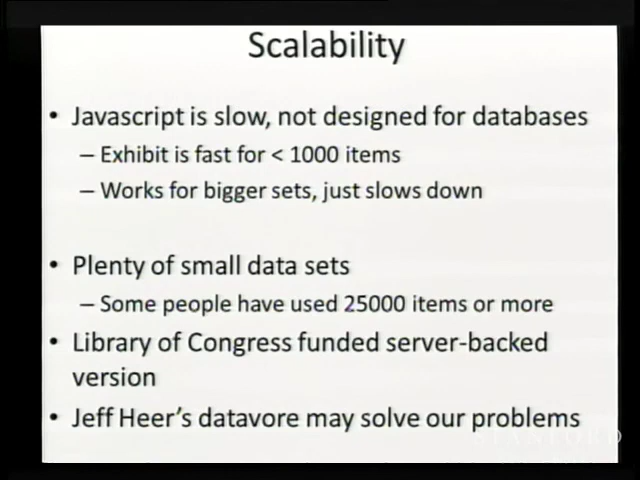 Scalability
• Javascript is slow, not designed for databases
– Exhibit is fast for < 1000 items
– Works for bigger sets, just slows down
• Plenty of small data sets
– Some people have used 25000 items or more
• Library of Congress funded server-backed
version
• Jeff Heer's datavore may solve our problems
STANFORD